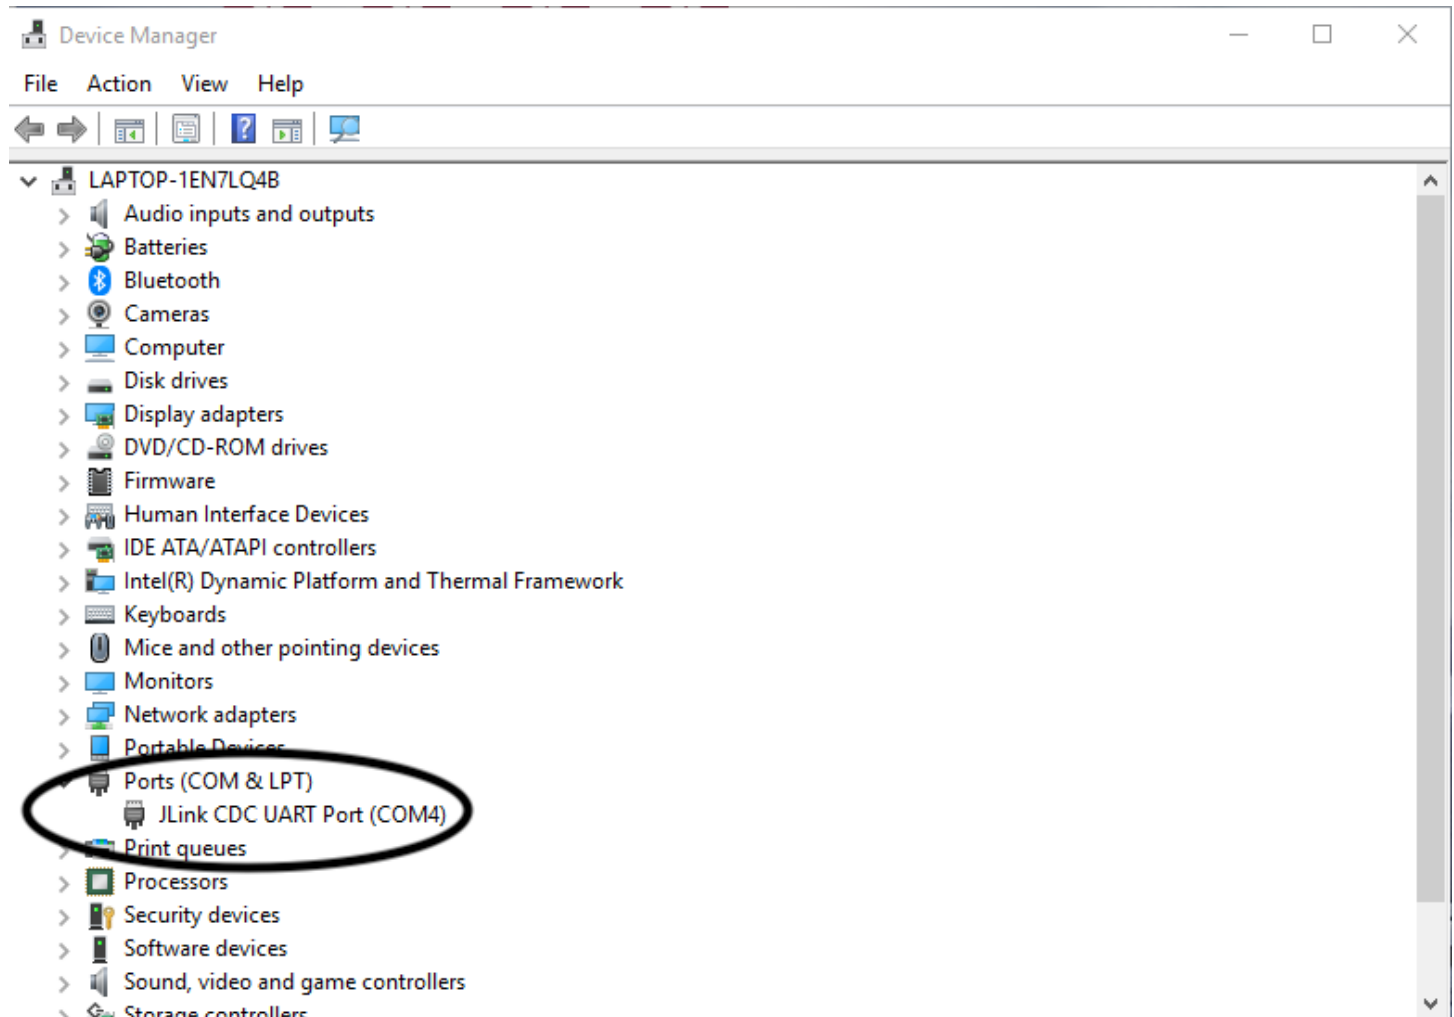 Device Manager
File Action View Help
LAPTOP-1EN7LQ4B
Audio inputs and outputs
Batteries
Bluetooth
Cameras
Computer
Disk drives
Display adapters
DVD/CD-ROM drives
Firmware
Human Interface Devices
IDE ATA/ATAPI controllers
Intel(R) Dynamic Platform and Thermal Framework
Keyboards
Mice and other pointing devices
Monitors
Network adapters
Portable Devices
Ports (COM & LPT)
JLink CDC UART Port (COM4)
Print queues
Processors
Security devices
Software devices
Sound, video and game controllers
Storage controllers